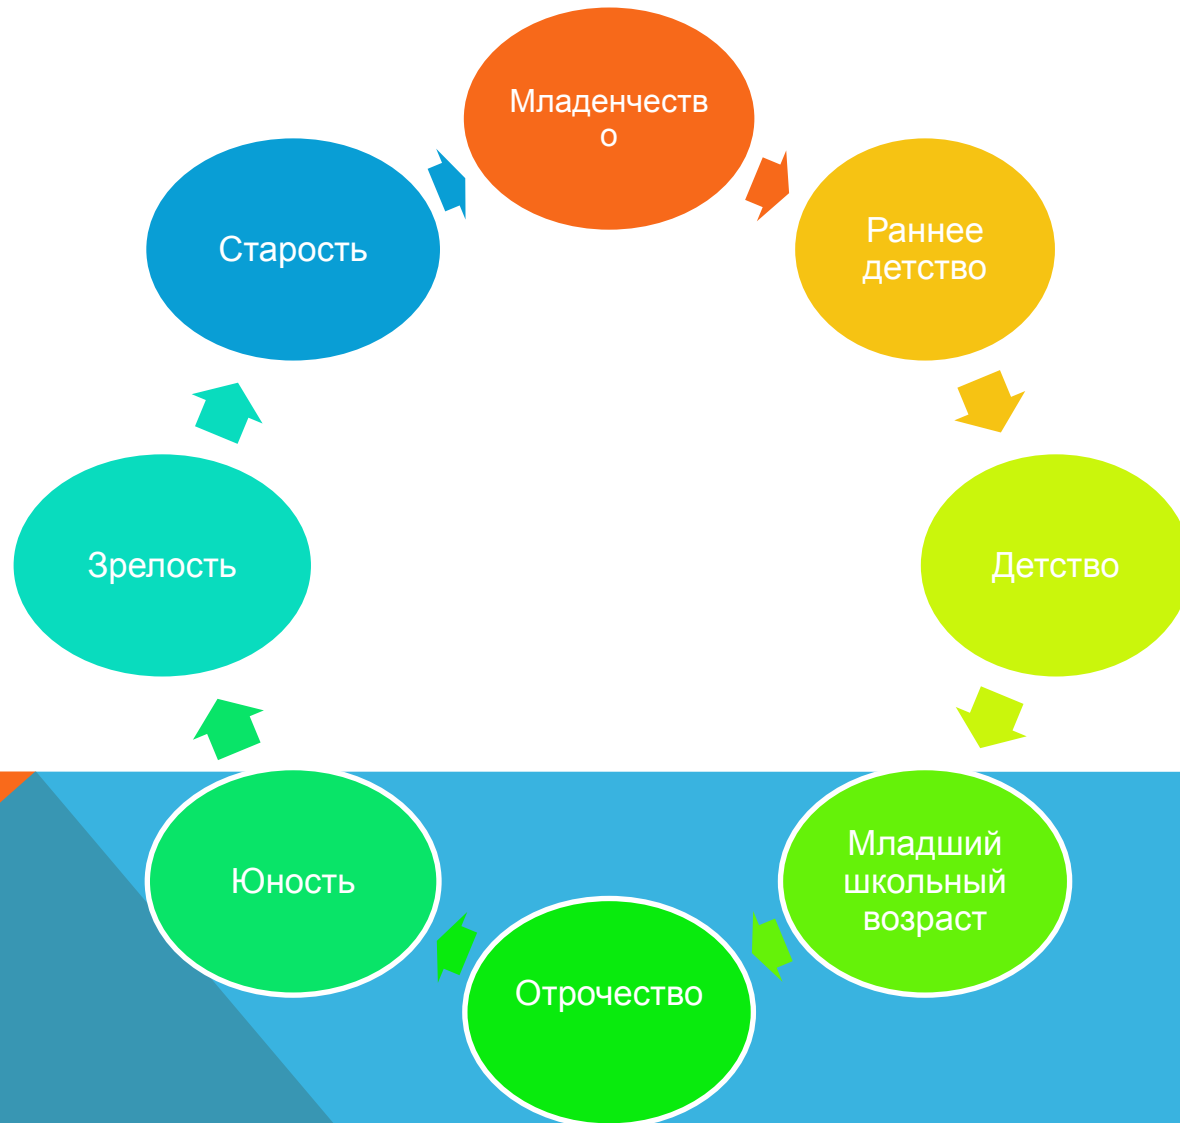 Младенчеств
о
Раннее
детство
Детство
Младший
школьный
возраст
Отрочество
Юность
Зрелость
Старость